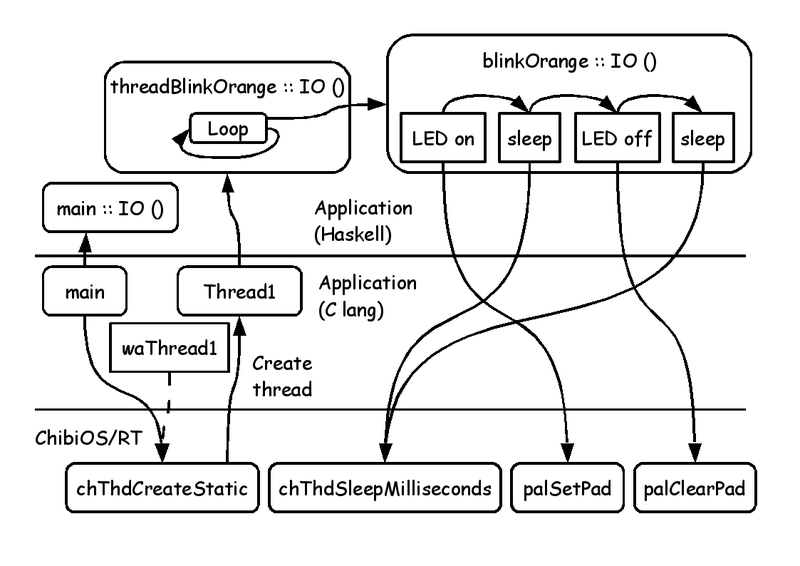 blinkOrange :: IO ()
threadBlinkOrange :: IO ()
Loop
LED on
sleep
LED off
sleep
main :: IO ()
Application
(Haskell)
main
Thread1
Application
(C lang)
waThread1
Create
thread
ChibiOS/RT
chThdCreateStatic
chThdSleepMilliseconds
palSetPad
palClearPad